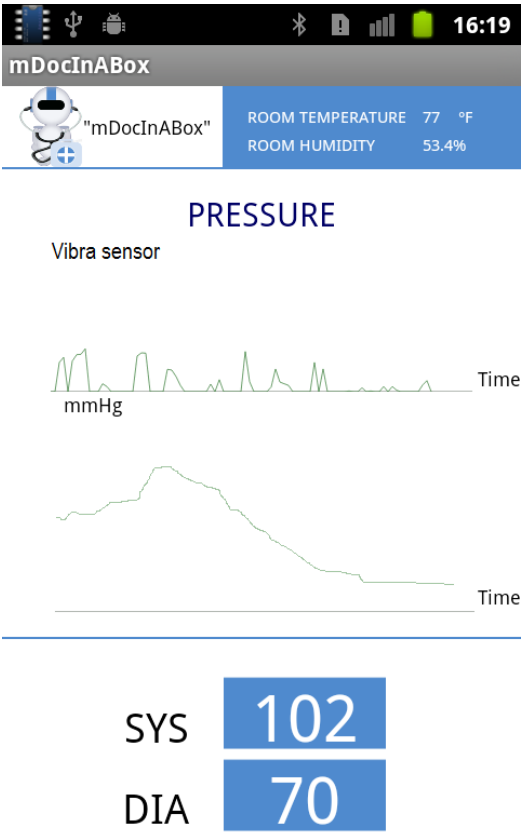 16:19
mDocInABox
"mDocInABox"
ROOM TEMPERATURE 77 °F
ROOM HUMIDITY 53.4%
PRESSURE
Vibra sensor
Time
mmHg
Time
SYS 102
DIA 70